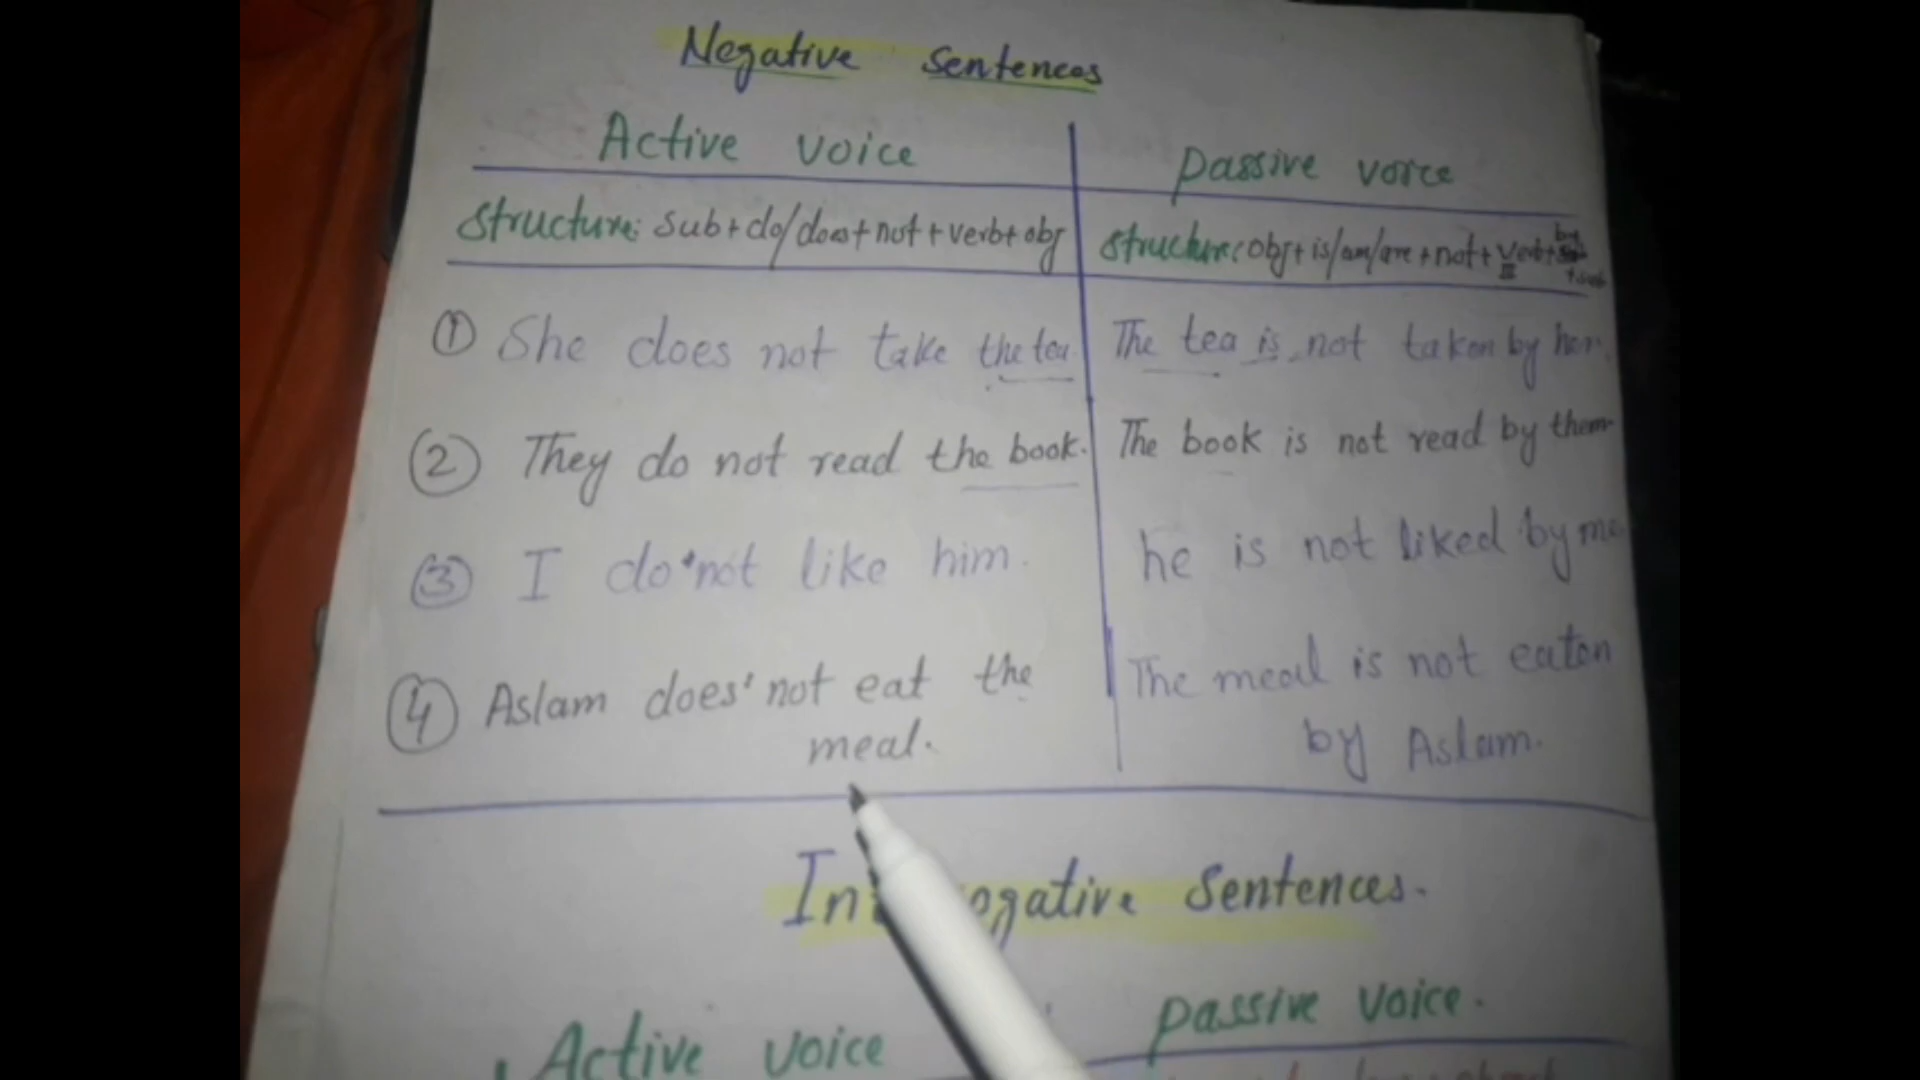 Negative Sentences
Active voice
Passive voice
Structure: Sub+do/does+not+verb+obj
Structure: obj+is/am/are+not+verb+by
III
+sub
① She does not take the tea.
The tea is not taken by her.
② They do not read the book.
The book is not read by them
③ I do not like him.
he is not liked by me
④ Aslam does not eat the
meal.
The meal is not eaten
by Aslam.
Sentences.
Active voice
Passive voice.